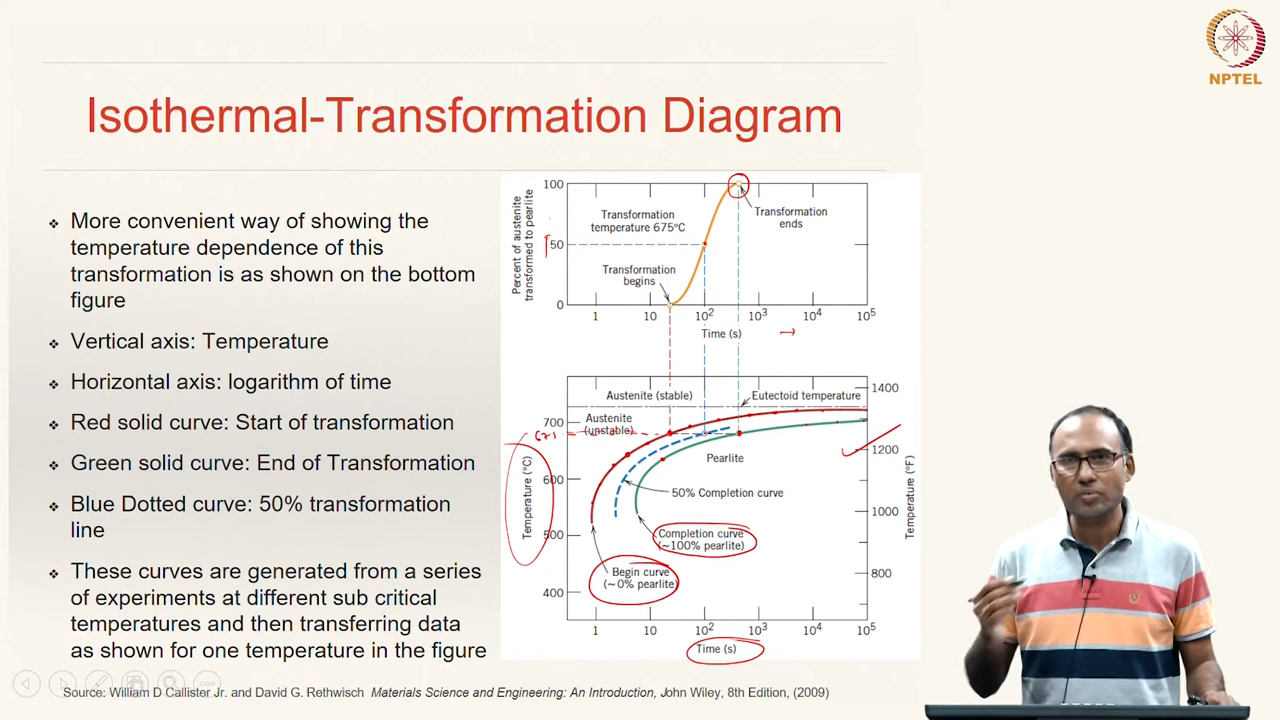 NPTEL
Isothermal-Transformation Diagram
❖ More convenient way of showing the
temperature dependence of this
transformation is as shown on the bottom
figure
❖ Vertical axis: Temperature
❖ Horizontal axis: logarithm of time
❖ Red solid curve: Start of transformation
❖ Green solid curve: End of Transformation
❖ Blue Dotted curve: 50% transformation
line
❖ These curves are generated from a series
of experiments at different sub critical
temperatures and then transferring data
as shown for one temperature in the figure
Percent of austenite
transformed to pearlite
100
50
0
Transformation
temperature 675°C
Transformation
ends
Transformation
begins
1 10 10² 10³ 10⁴ 10⁵
Time (s)
Austenite (stable)
Eutectoid temperature
Austenite
(unstable)
Pearlite
50% Completion curve
Completion curve
(~100% pearlite)
Begin curve
(~0% pearlite)
Temperature (°C)
700
675
600
500
400
1400
1200
1000
800
Temperature (°F)
1 10 10² 10³ 10⁴ 10⁵
Time (s)
Source: William D Callister Jr. and David G. Rethwisch Materials Science and Engineering: An Introduction, John Wiley, 8th Edition, (2009)